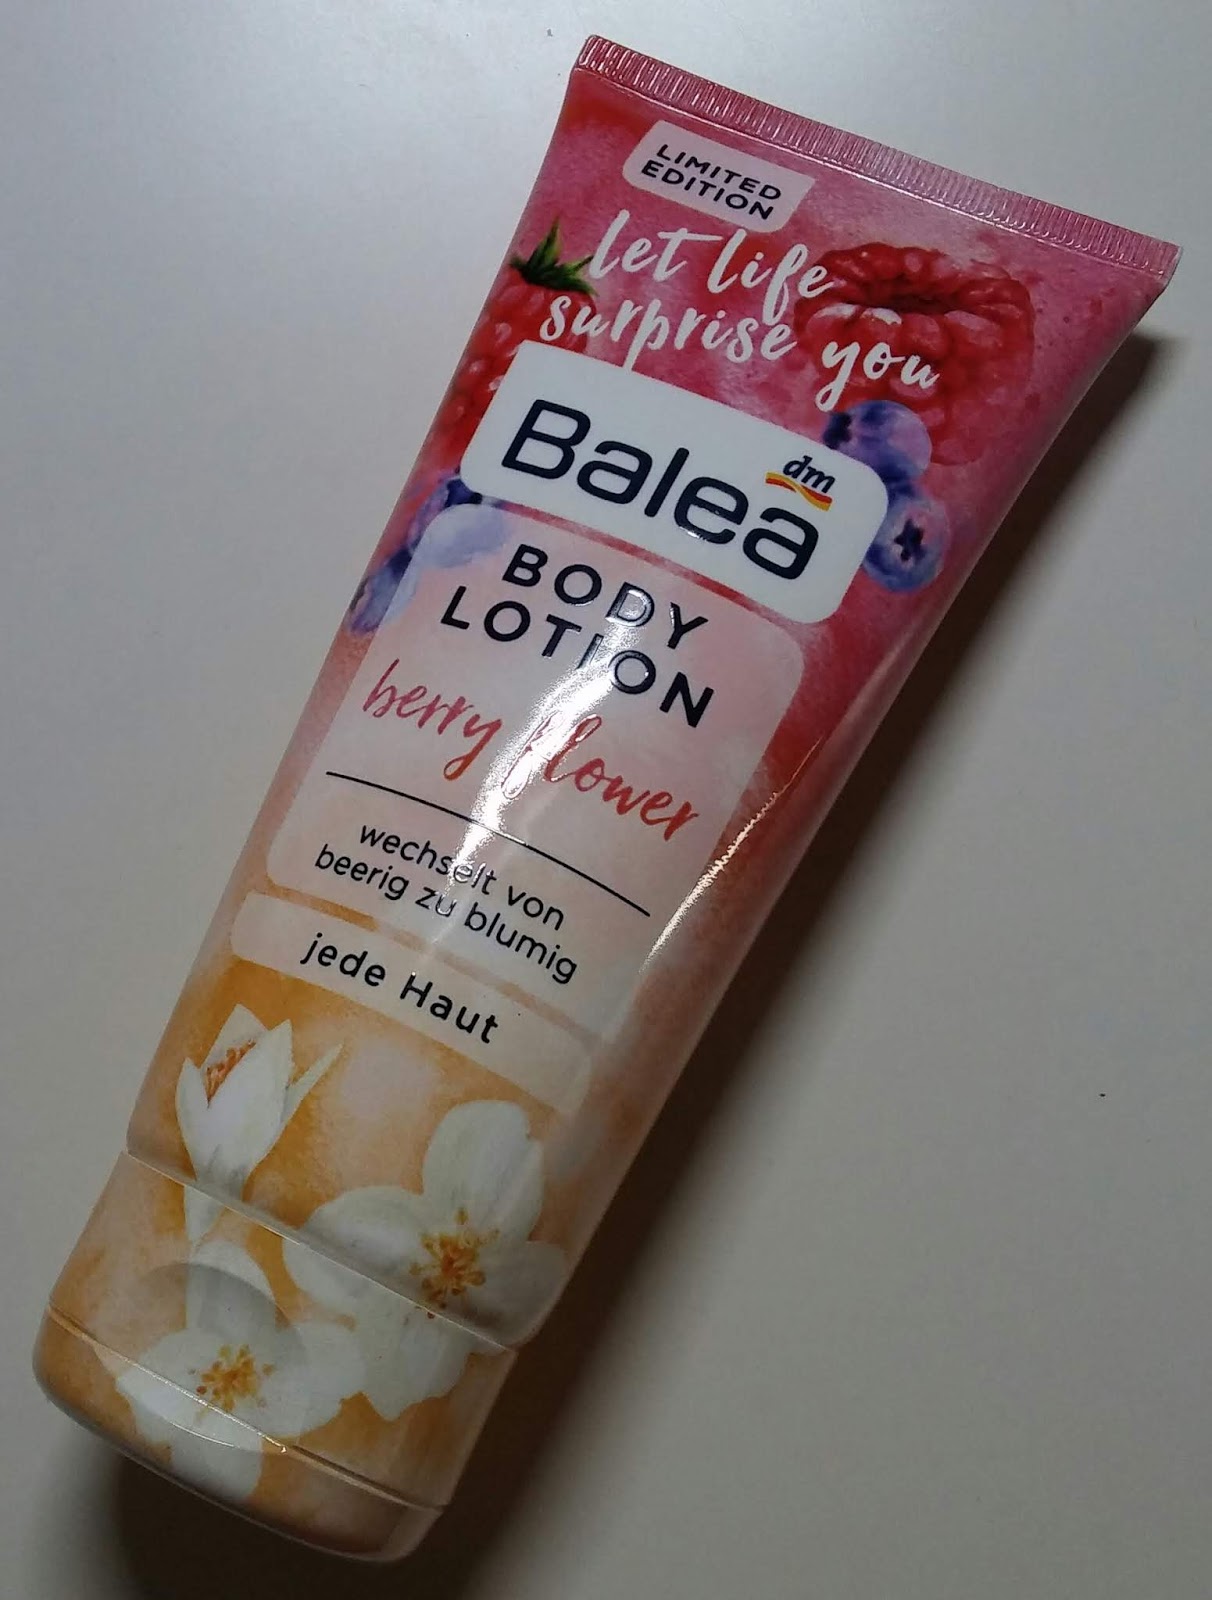 LIMITED
EDITION
let life
surprise you
Balea
dm
BODY
LOTION
berry flower
wechselt von
beerig zu blumig
jede Haut